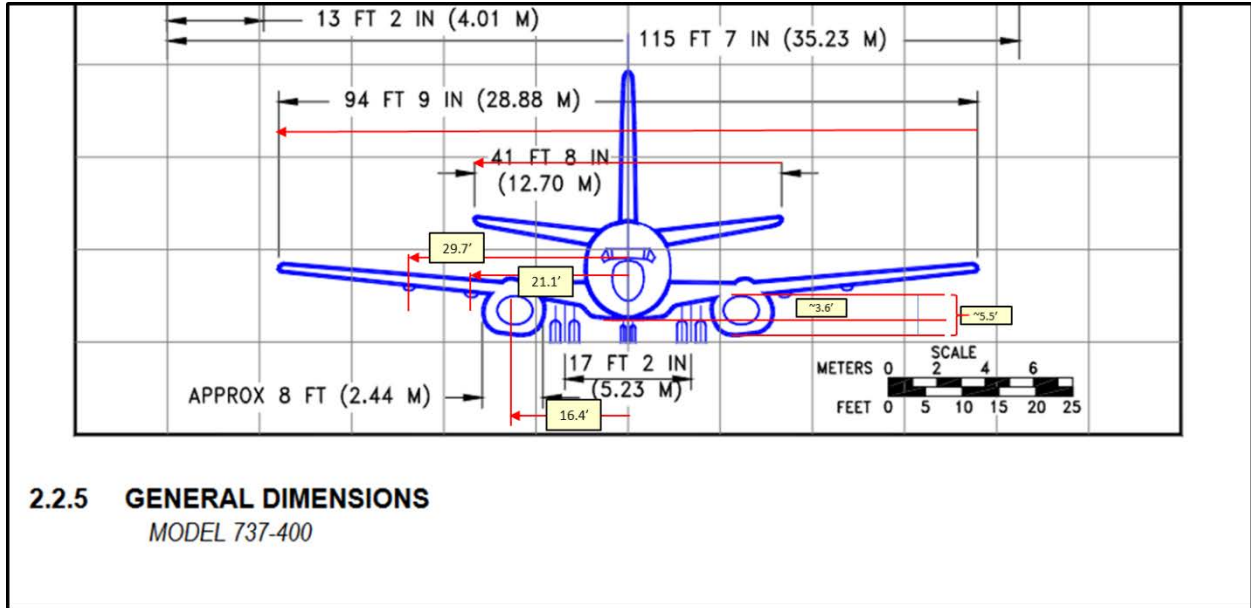 13 FT 2 IN (4.01 M)
115 FT 7 IN (35.23 M)
94 FT 9 IN (28.88 M)
41 FT 8 IN
(12.70 M)
29.7′
21.1′
~3.6′
~5.5′
17 FT 2 IN
(5.23 M)
APPROX 8 FT (2.44 M)
16.4′
SCALE
METERS 0 2 4 6
FEET 0 5 10 15 20 25
2.2.5 GENERAL DIMENSIONS
MODEL 737-400